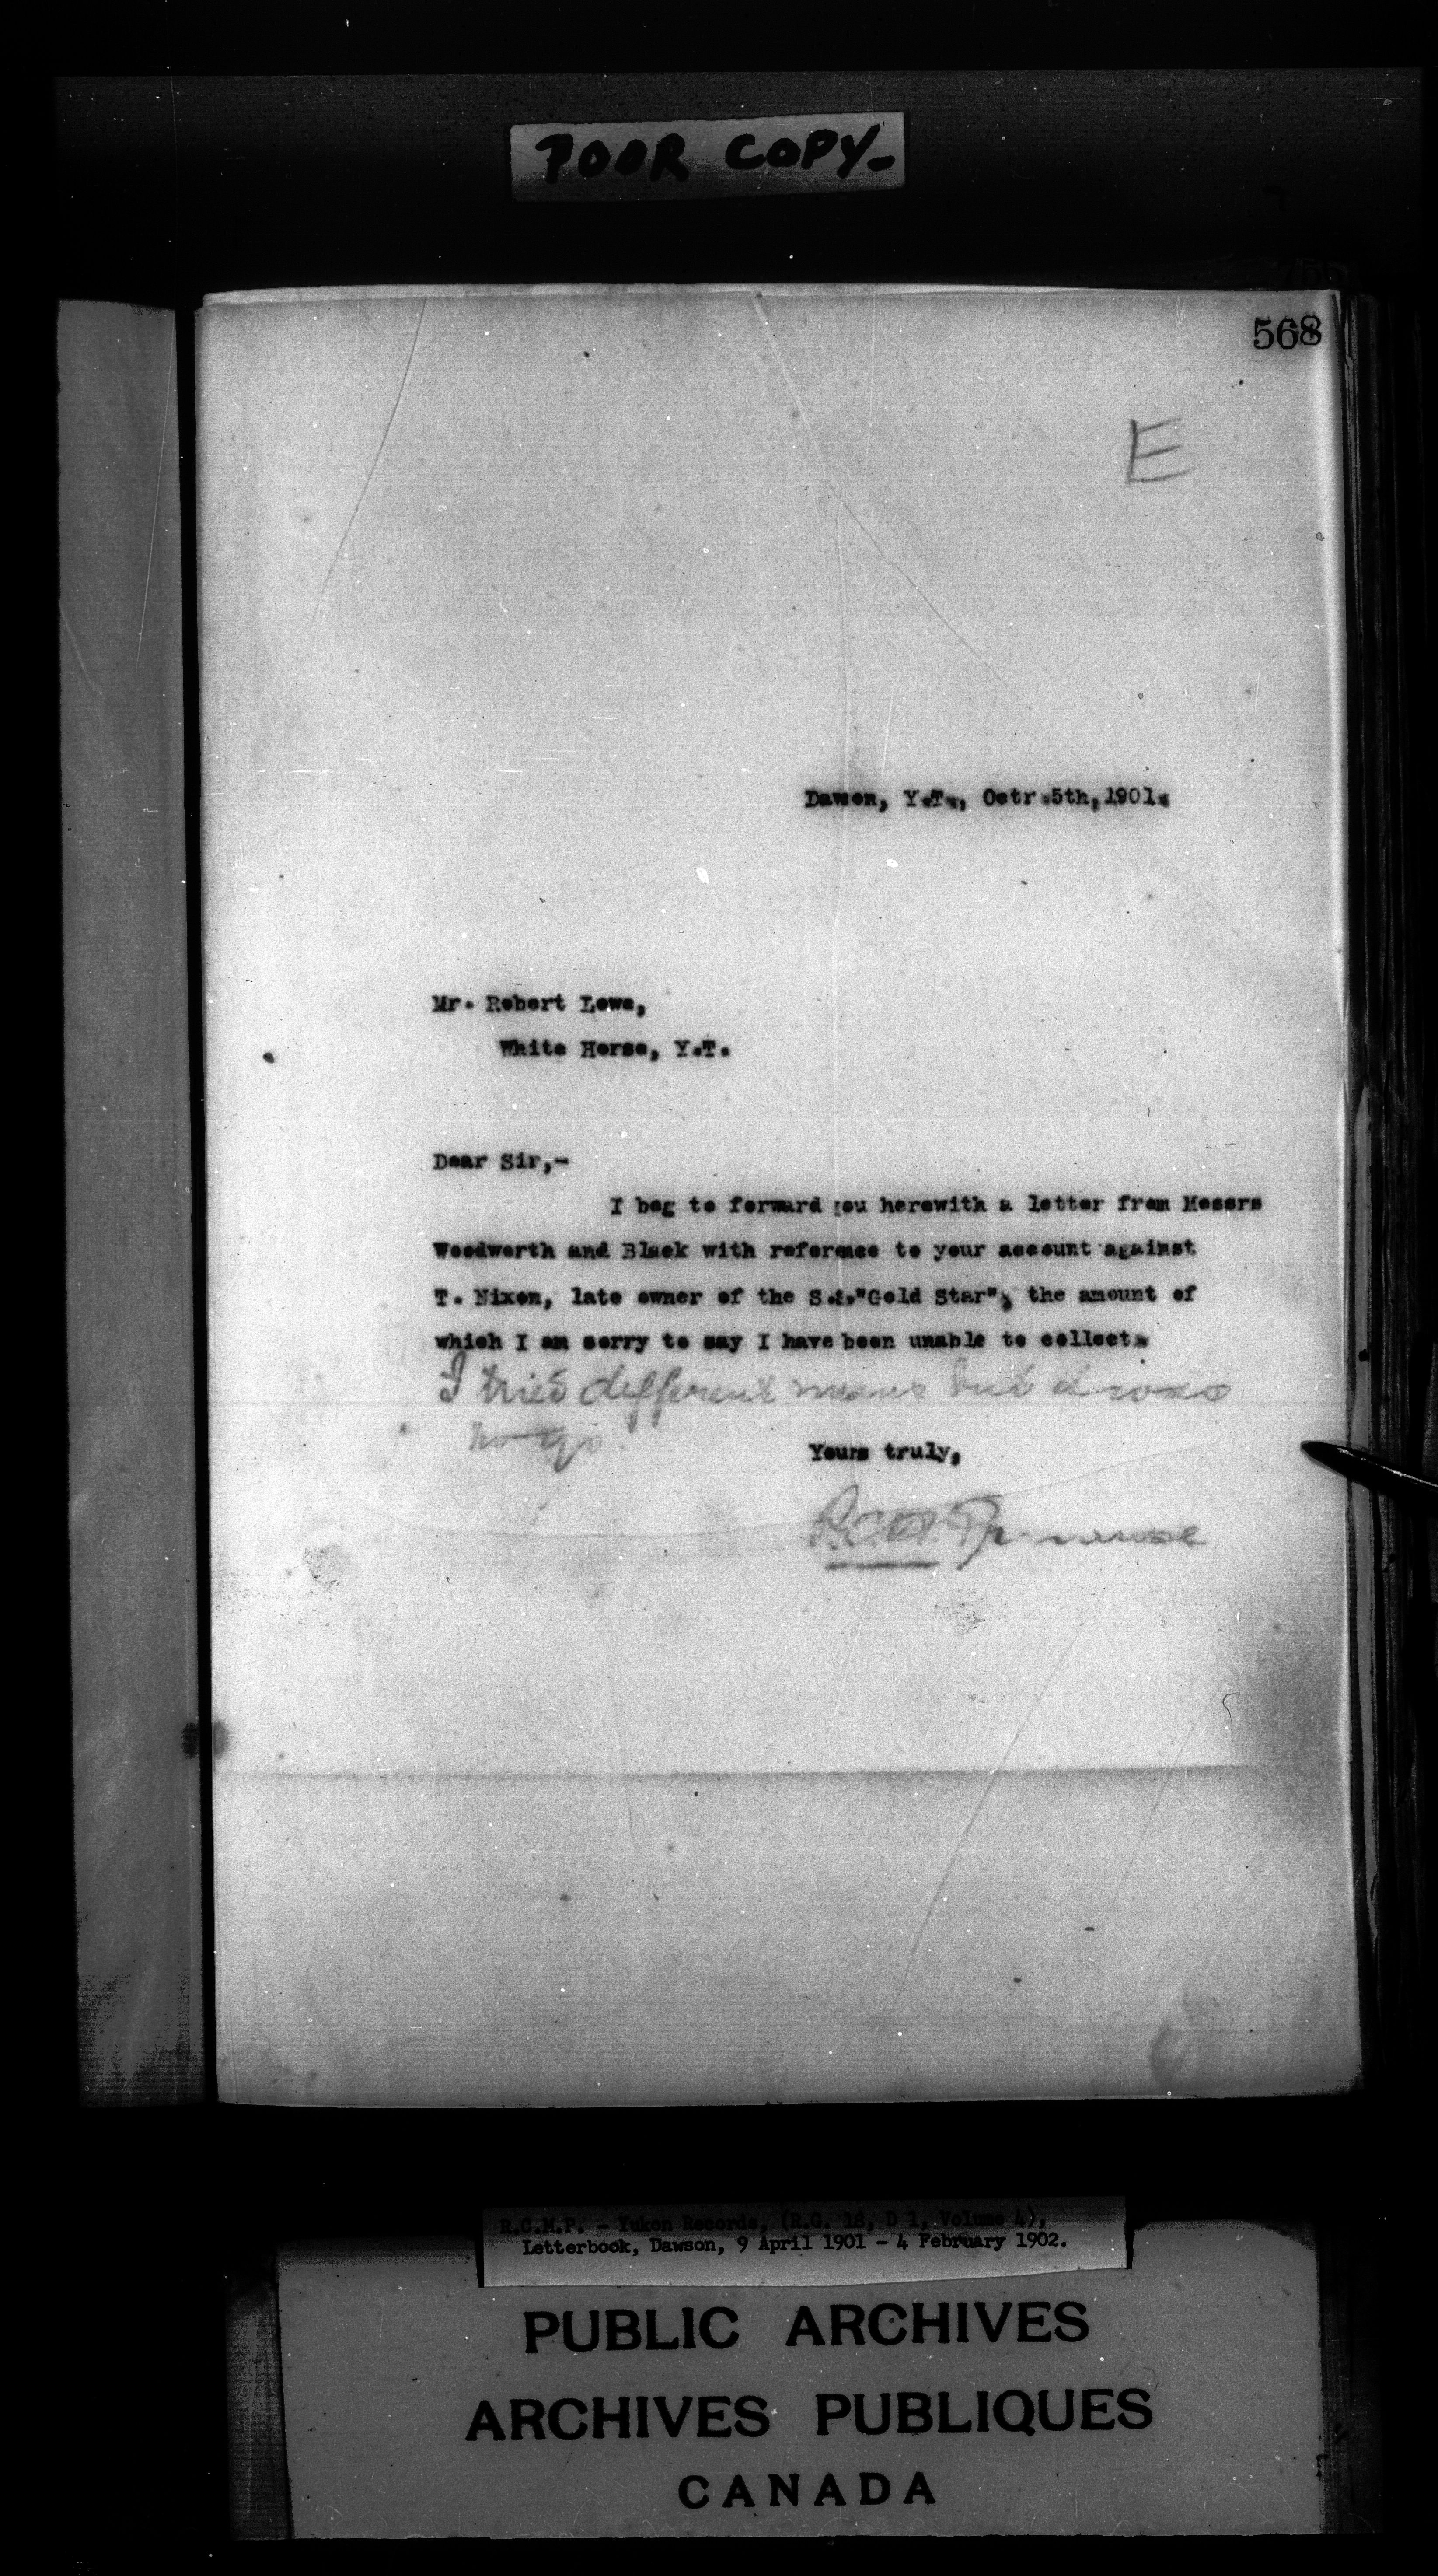 POOR COPY-
568
E
Dawson, Y.T., Octr.5th,1901.
Mr. Robert Lowe,
White Horse, Y.T.
Dear Sir,-
I beg to forward you herewith a letter from Messrs
Woodworth and Black with reference to your account against
T. Nixon, late owner of the S.S."Gold Star", the amount of
which I am sorry to say I have been unable to collect.
I tried different means but it was
no go.
Yours truly,
R.C.M.P. - Yukon Records, (R.G. 18, D 1, Volume 4),
Letterbook, Dawson, 9 April 1901 - 4 February 1902.
PUBLIC ARCHIVES
ARCHIVES PUBLIQUES
CANADA